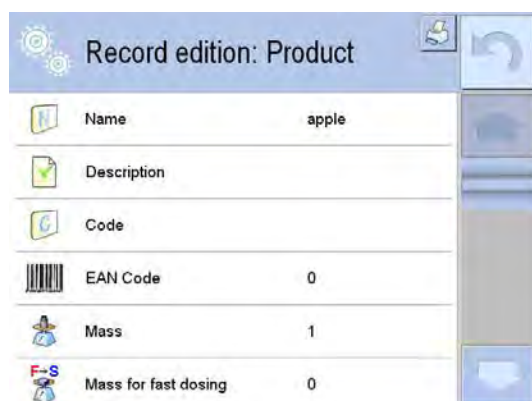 Record edition: Product
N Name apple
Description
C Code
EAN Code 0
Mass 1
F→S Mass for fast dosing 0